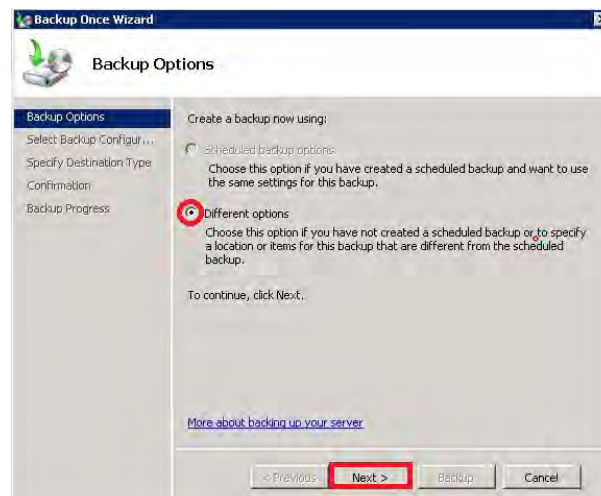 Backup Once Wizard
Backup Options
Backup Options
Select Backup Configur...
Specify Destination Type
Confirmation
Backup Progress
Create a backup now using:
Scheduled backup options
Choose this option if you have created a scheduled backup and want to use
the same settings for this backup.
Different options
Choose this option if you have not created a scheduled backup or to specify
a location or items for this backup that are different from the scheduled
backup.
To continue, click Next.
More about backing up your server
< Previous
Next >
Backup
Cancel